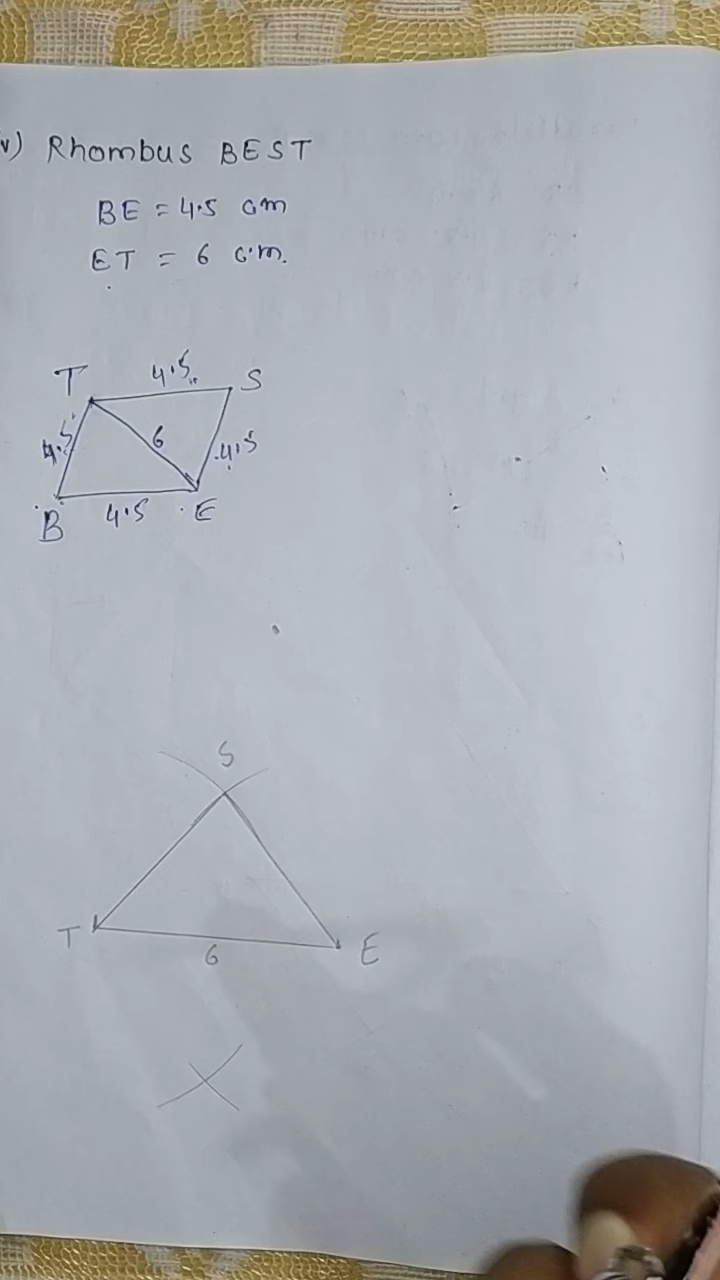 v) Rhombus BEST
BE = 4.5 cm
ET = 6 c.m.
T 4.5 S
4.5 6 4.5
B 4.5 E
S
T 6 E